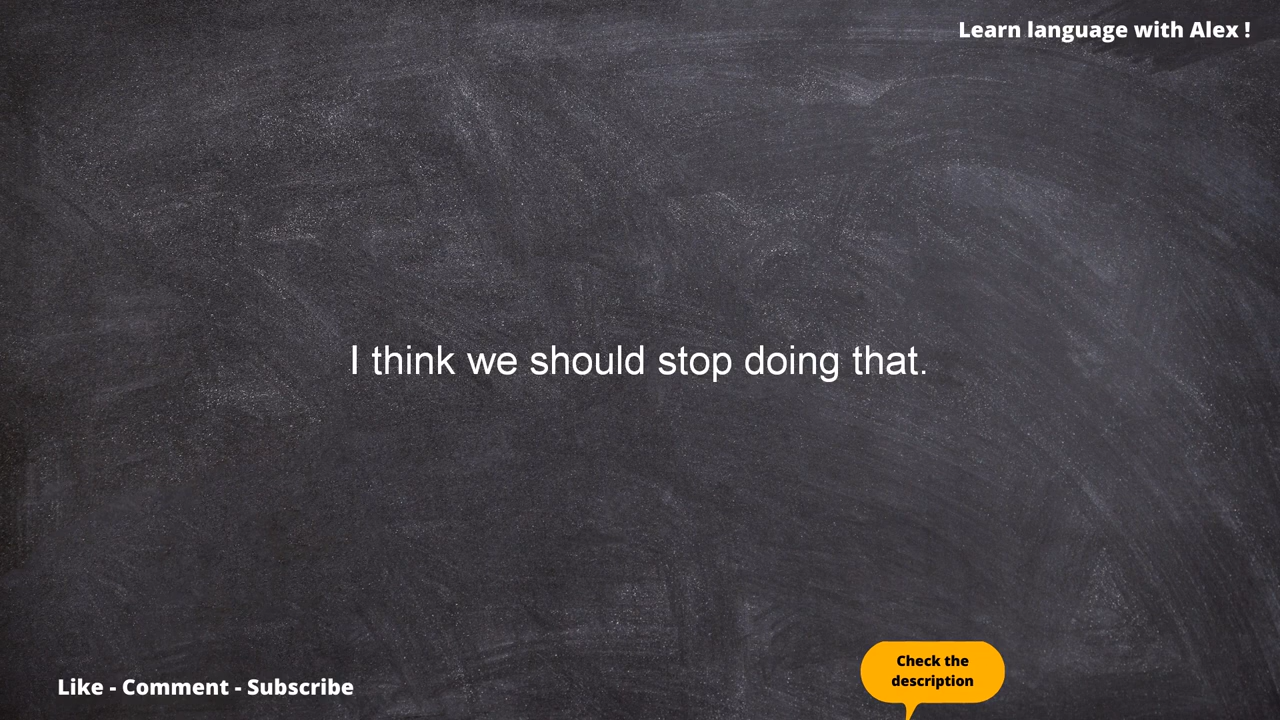 Learn language with Alex !
I think we should stop doing that.
Check the
description
Like - Comment - Subscribe